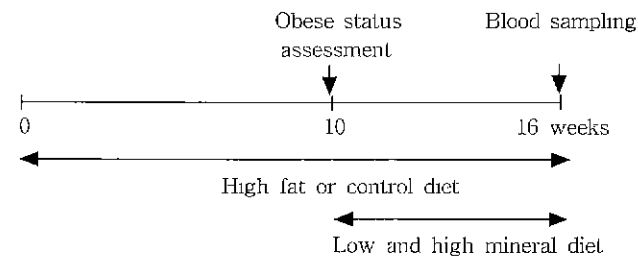 Obese status Blood sampling
assessment
0 10 16 weeks
High fat or control diet
Low and high mineral diet